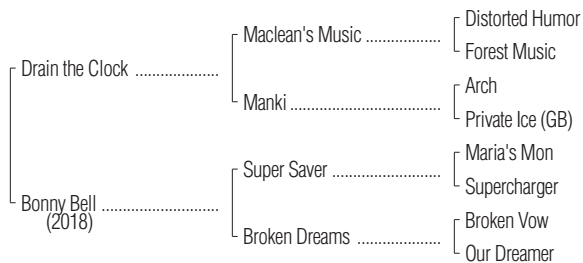 Distorted Humor
Maclean's Music ..................
Forest Music
Drain the Clock ..................
Arch
Manki ...................................
Private Ice (GB)
Maria's Mon
Super Saver .........................
Supercharger
Bonny Bell .........................
(2018)
Broken Vow
Broken Dreams ...................
Our Dreamer